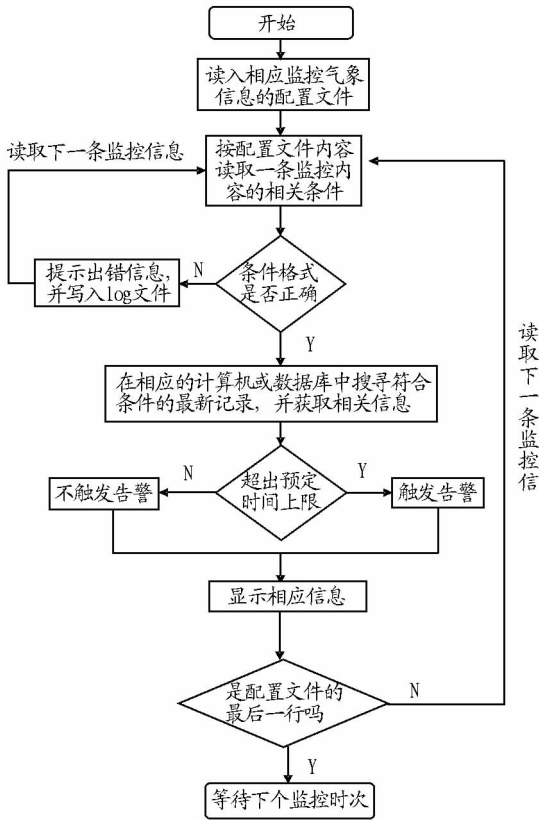 开始
读入相应监控气象
信息的配置文件
读取下一条监控信息
按配置文件内容
读取一条监控内
容的相关条件
提示出错信息,
并写入log文件
N
条件格式
是否正确
Y
在相应的计算机或数据库中搜寻符合
条件的最新记录,并获取相关信息
不触发告警
N
超出预定
时间上限
Y
触发告警
显示相应信息
是配置文件的
最后一行吗
N
读取下一条监控信
Y
等待下个监控时次